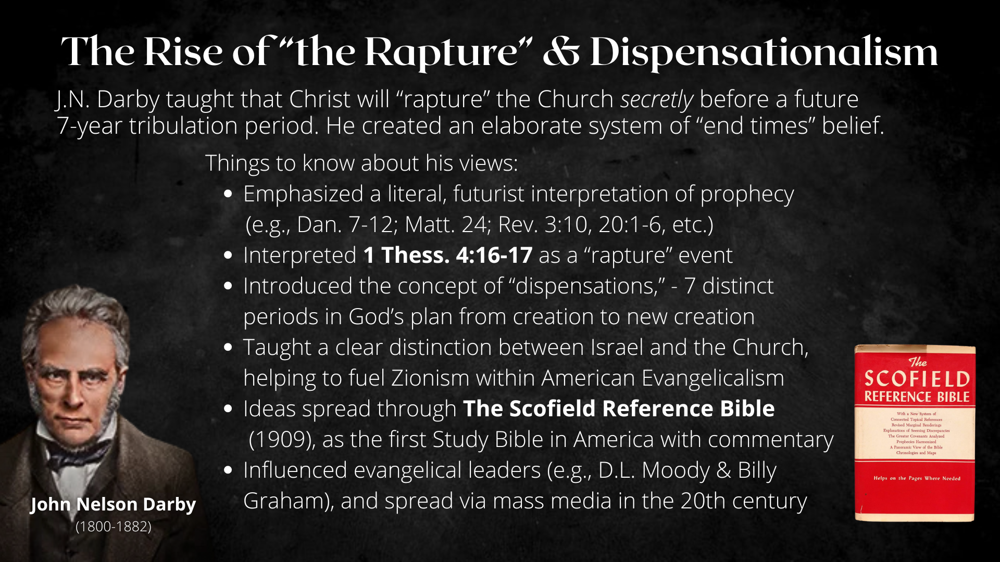 The Rise of “the Rapture” & Dispensationalism
J.N. Darby taught that Christ will “rapture” the Church secretly before a future
7-year tribulation period. He created an elaborate system of “end times” belief.
Things to know about his views:
• Emphasized a literal, futurist interpretation of prophecy
(e.g., Dan. 7-12; Matt. 24; Rev. 3:10, 20:1-6, etc.)
• Interpreted 1 Thess. 4:16-17 as a “rapture” event
• Introduced the concept of “dispensations,” - 7 distinct
periods in God’s plan from creation to new creation
• Taught a clear distinction between Israel and the Church,
helping to fuel Zionism within American Evangelicalism
• Ideas spread through The Scofield Reference Bible
(1909), as the first Study Bible in America with commentary
• Influenced evangelical leaders (e.g., D.L. Moody & Billy
Graham), and spread via mass media in the 20th century
John Nelson Darby
(1800-1882)
The
SCOFIELD
REFERENCE BIBLE
With a New System of
Connected Topical References
Revised Marginal Renderings
Explanations of Seeming Discrepancies
The Greater Covenants Analyzed
Prophecies Harmonized
A Panoramic View of the Bible
Chronologies and Maps
Helps on the Pages Where Needed